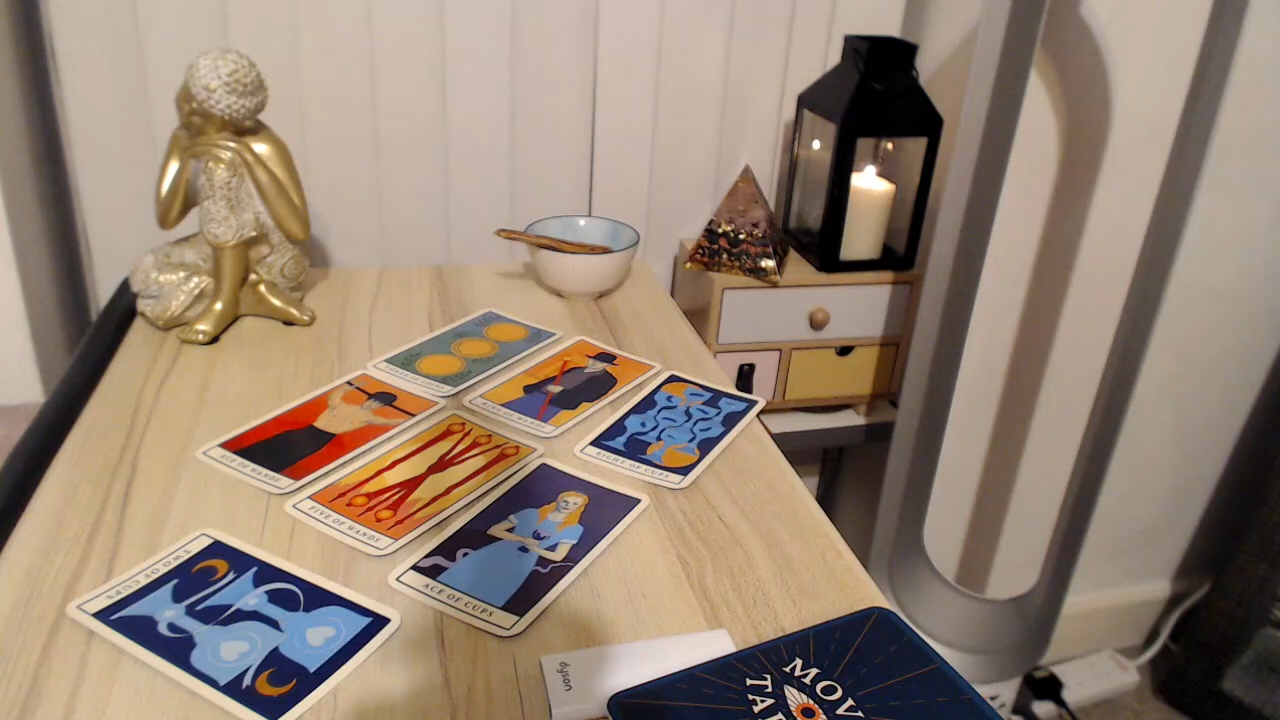 THREE OF COINS
KING OF WANDS
EIGHT OF CUPS
ACE OF WANDS
FIVE OF WANDS
ACE OF CUPS
TWO OF CUPS
dyson
MOV
TA